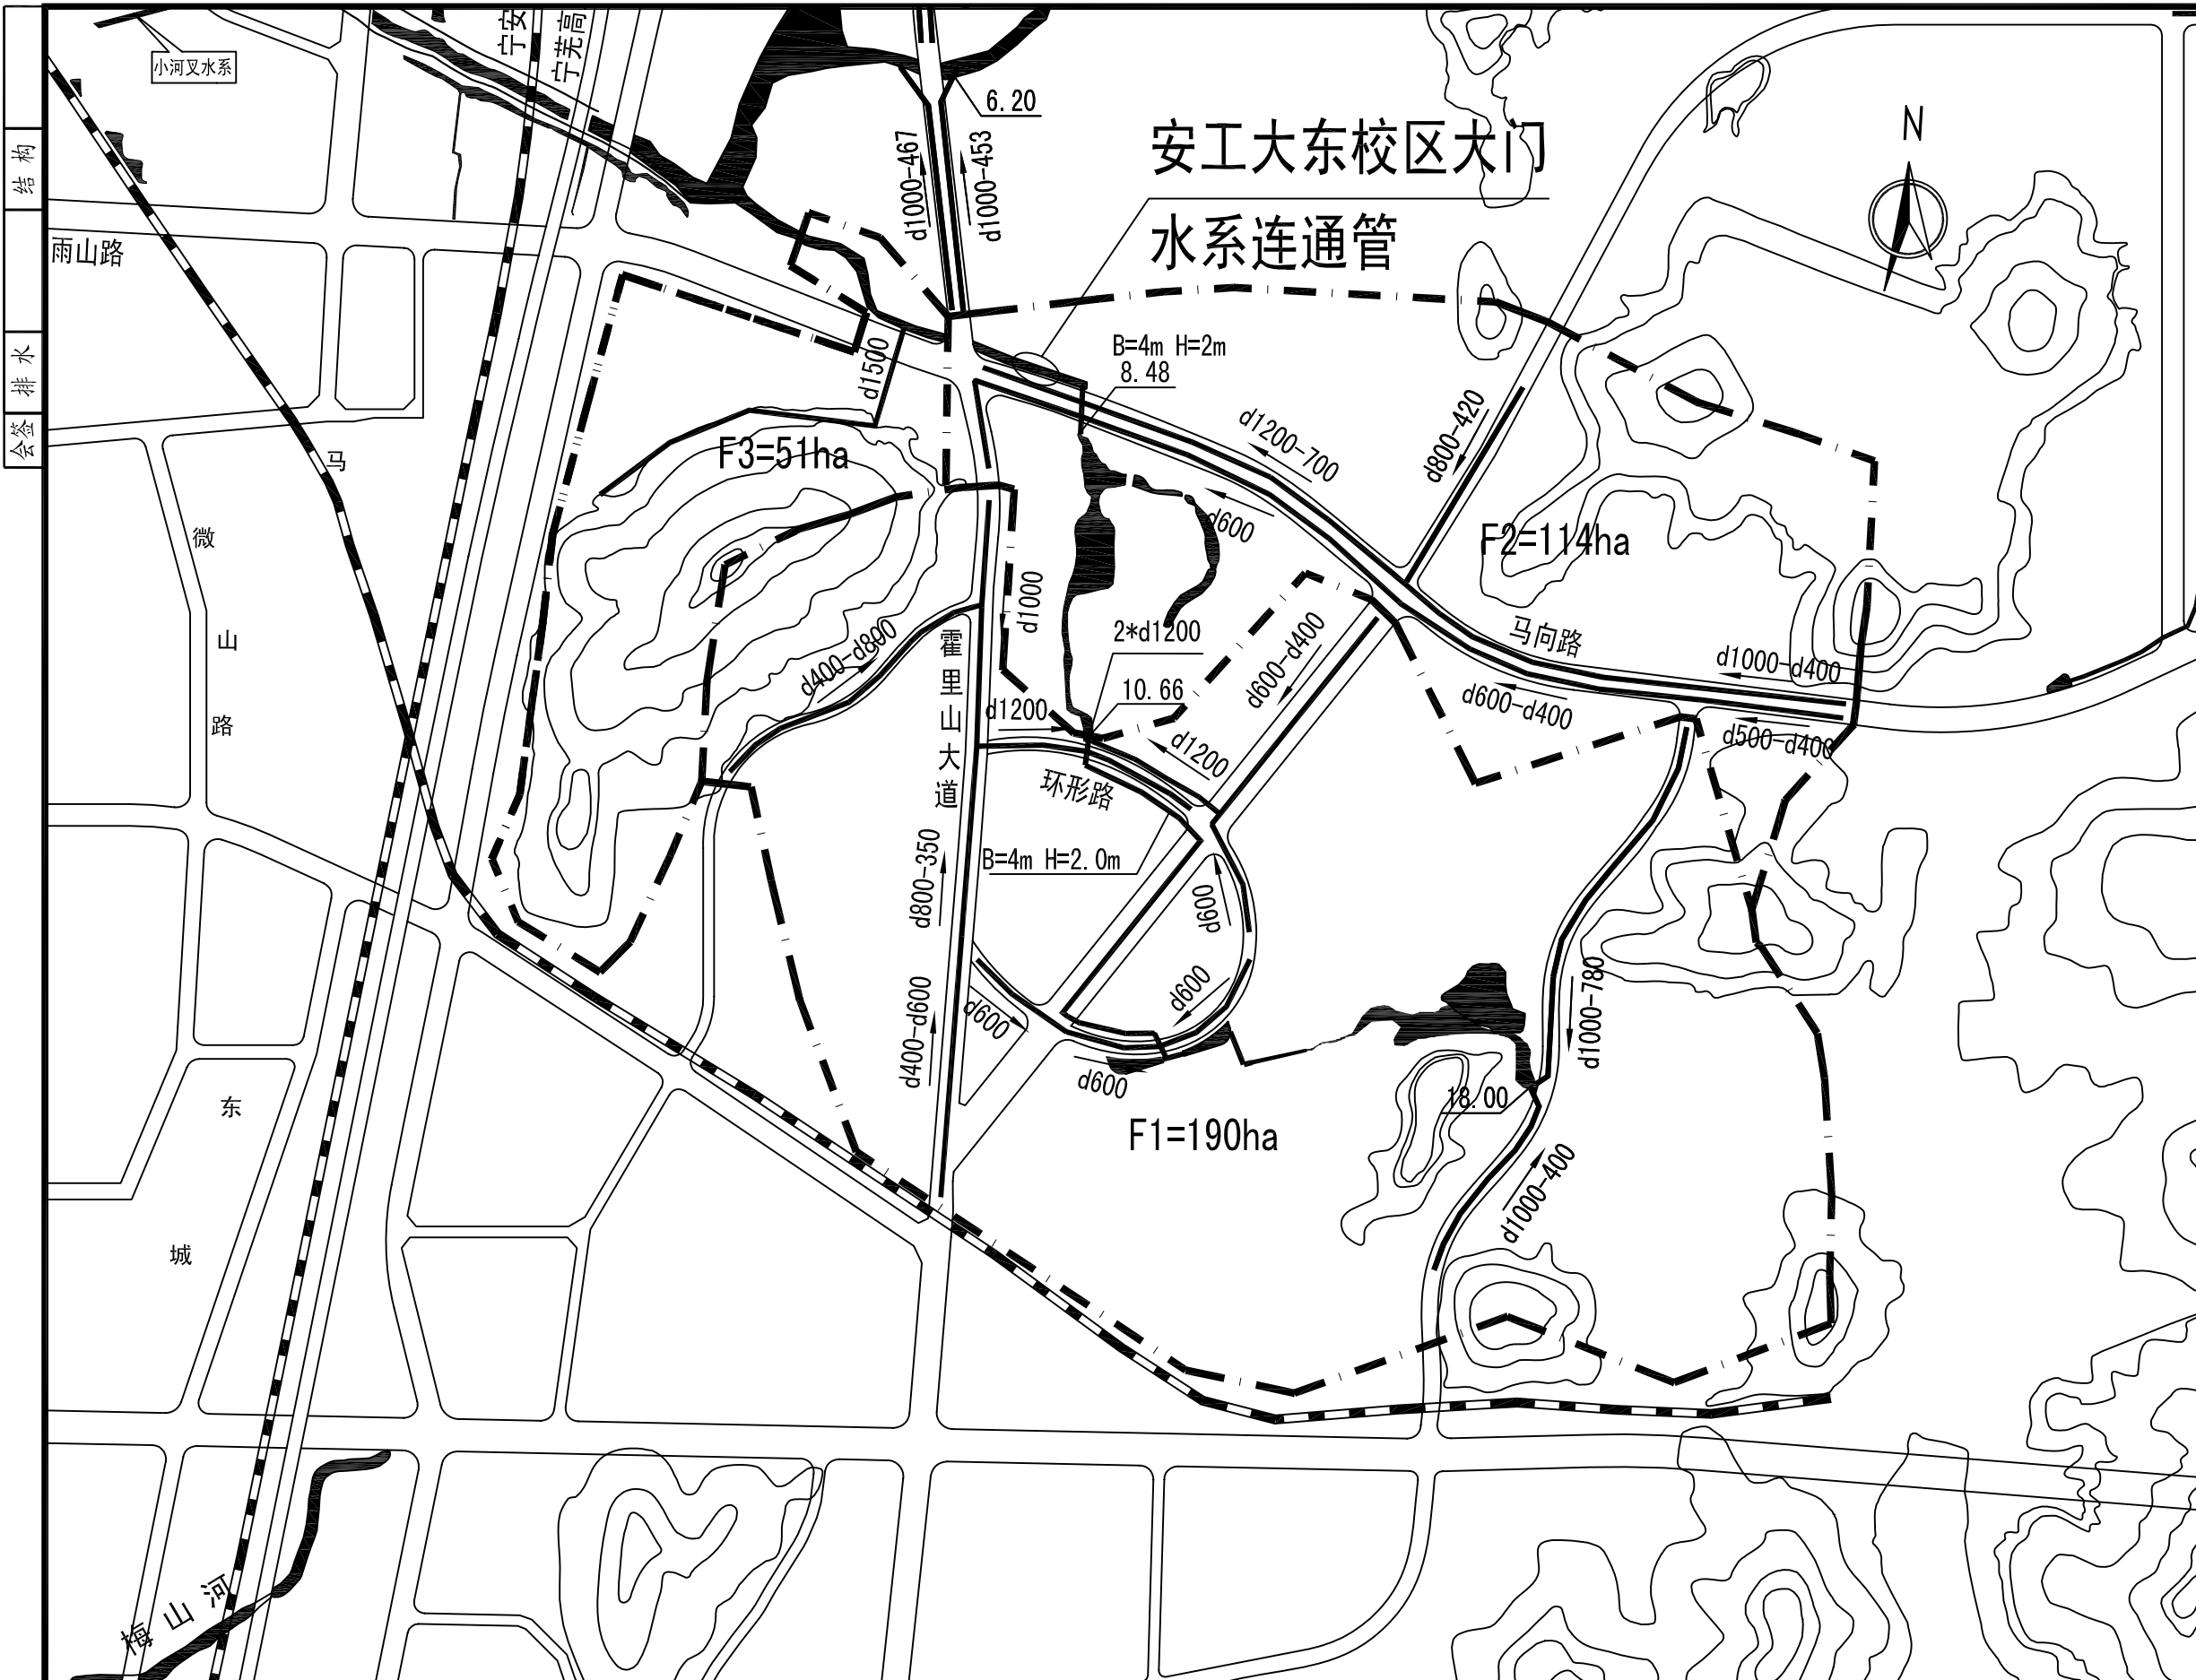 宁安
宁芜高
小河叉水系
6.20
安工大东校区大门
水系连通管
N
结构
排水
会签
雨山路
d1000-467
d1000-453
d1500
B=4m H=2m
8.48
d1200-700
d800-420
F3=51ha
F2=114ha
d600
马
微
山
路
东
城
d1000
2*d1200
10.66
d1200
d400-d800
霍里山大道
d600-d400
马向路
d1000-d400
d600-d400
d500-d400
d1200
环形路
B=4m H=2.0m
d800-350
d600
d600
d400-d600
d600
d600
d1000-780
18.00
F1=190ha
d1000-400
梅山河